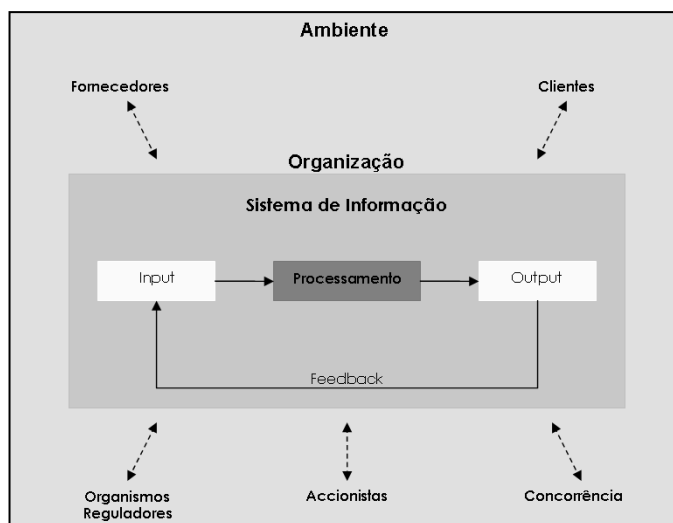 Ambiente
Fornecedores
Clientes
Organização
Sistema de Informação
Input
Processamento
Output
Feedback
Organismos
Reguladores
Accionistas
Concorrência